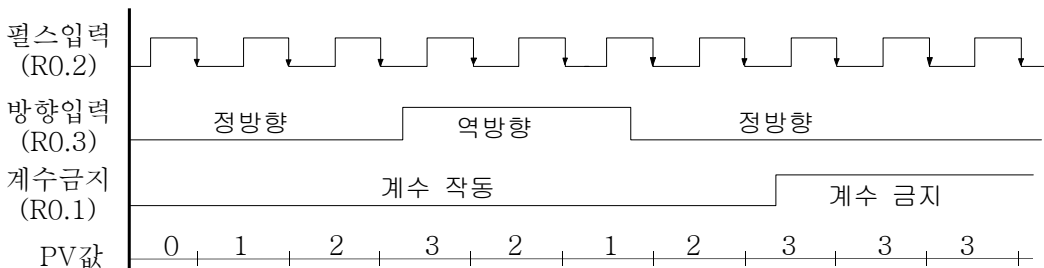 펄스입력
(R0.2)
방향입력
(R0.3)
정방향 역방향 정방향
계수금지
(R0.1)
계수 작동 계수 금지
PV값 0 1 2 3 2 1 2 3 3 3